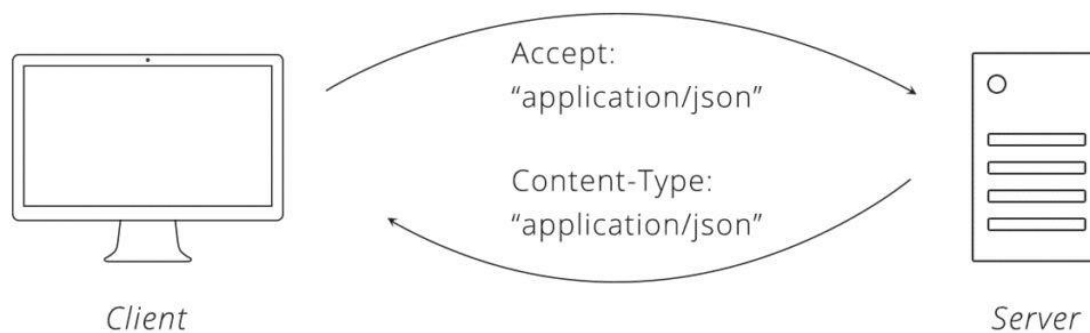 Accept:
“application/json”
Content-Type:
“application/json”
Client
Server